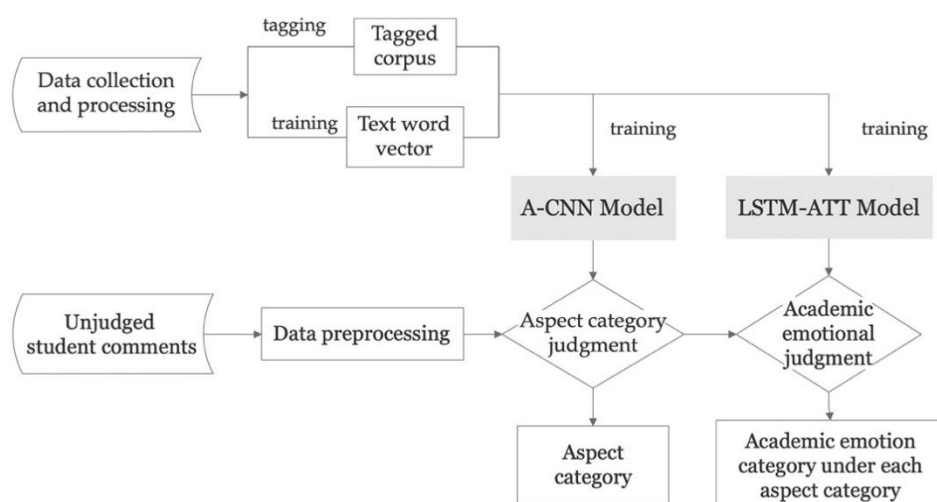 tagging
Tagged
corpus
Data collection
and processing
training
Text word
vector
training
training
A-CNN Model
LSTM-ATT Model
Unjudged
student comments
Data preprocessing
Aspect category
judgment
Academic
emotional
judgment
Aspect
category
Academic emotion
category under each
aspect category